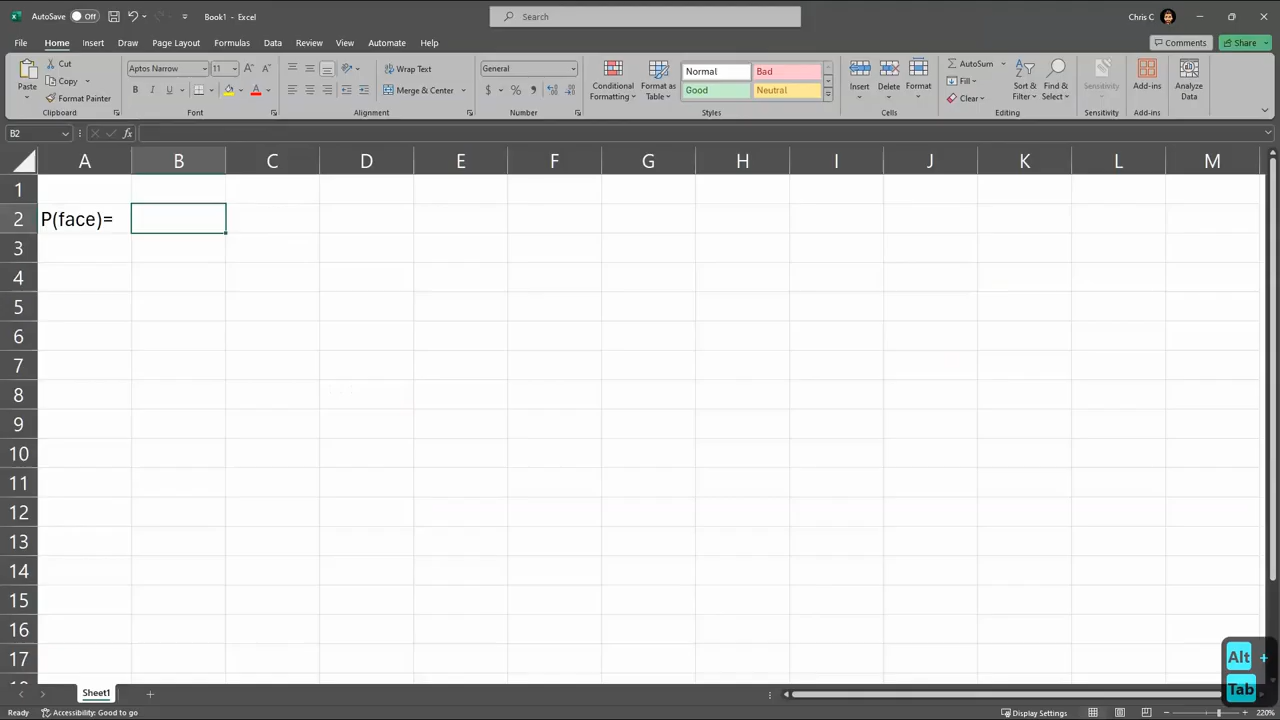 AutoSave Off Book1 - Excel Search Chris C
File Home Insert Draw Page Layout Formulas Data Review View Automate Help Comments Share
Paste Cut Copy Format Painter Clipboard
Aptos Narrow 11 A A B I U A Font
Wrap Text Merge & Center Alignment
General $ % , Number
Conditional Formatting Format as Table Normal Bad Good Neutral Styles
Insert Delete Format Cells
AutoSum Fill Clear Sort & Filter Find & Select Editing
Sensitivity Sensitivity
Add-ins Add-ins
Analyze Data
B2 fx
A B C D E F G H I J K L M
1
2 P(face)=
3
4
5
6
7
8
9
10
11
12
13
14
15
16
17
Alt +
Tab
Sheet1
Ready Accessibility: Good to go Display Settings 220%